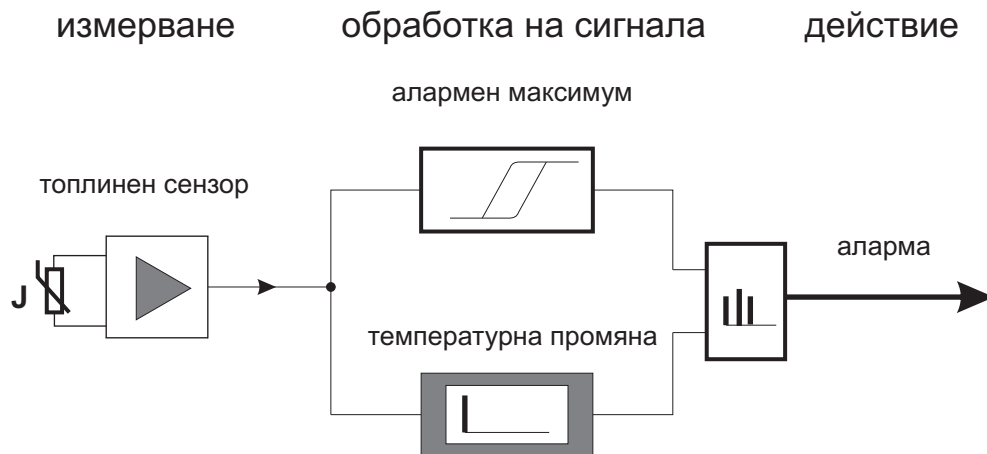 измерване
обработка на сигнала
действие
алармен максимум
топлинен сензор
аларма
J
температурна промяна